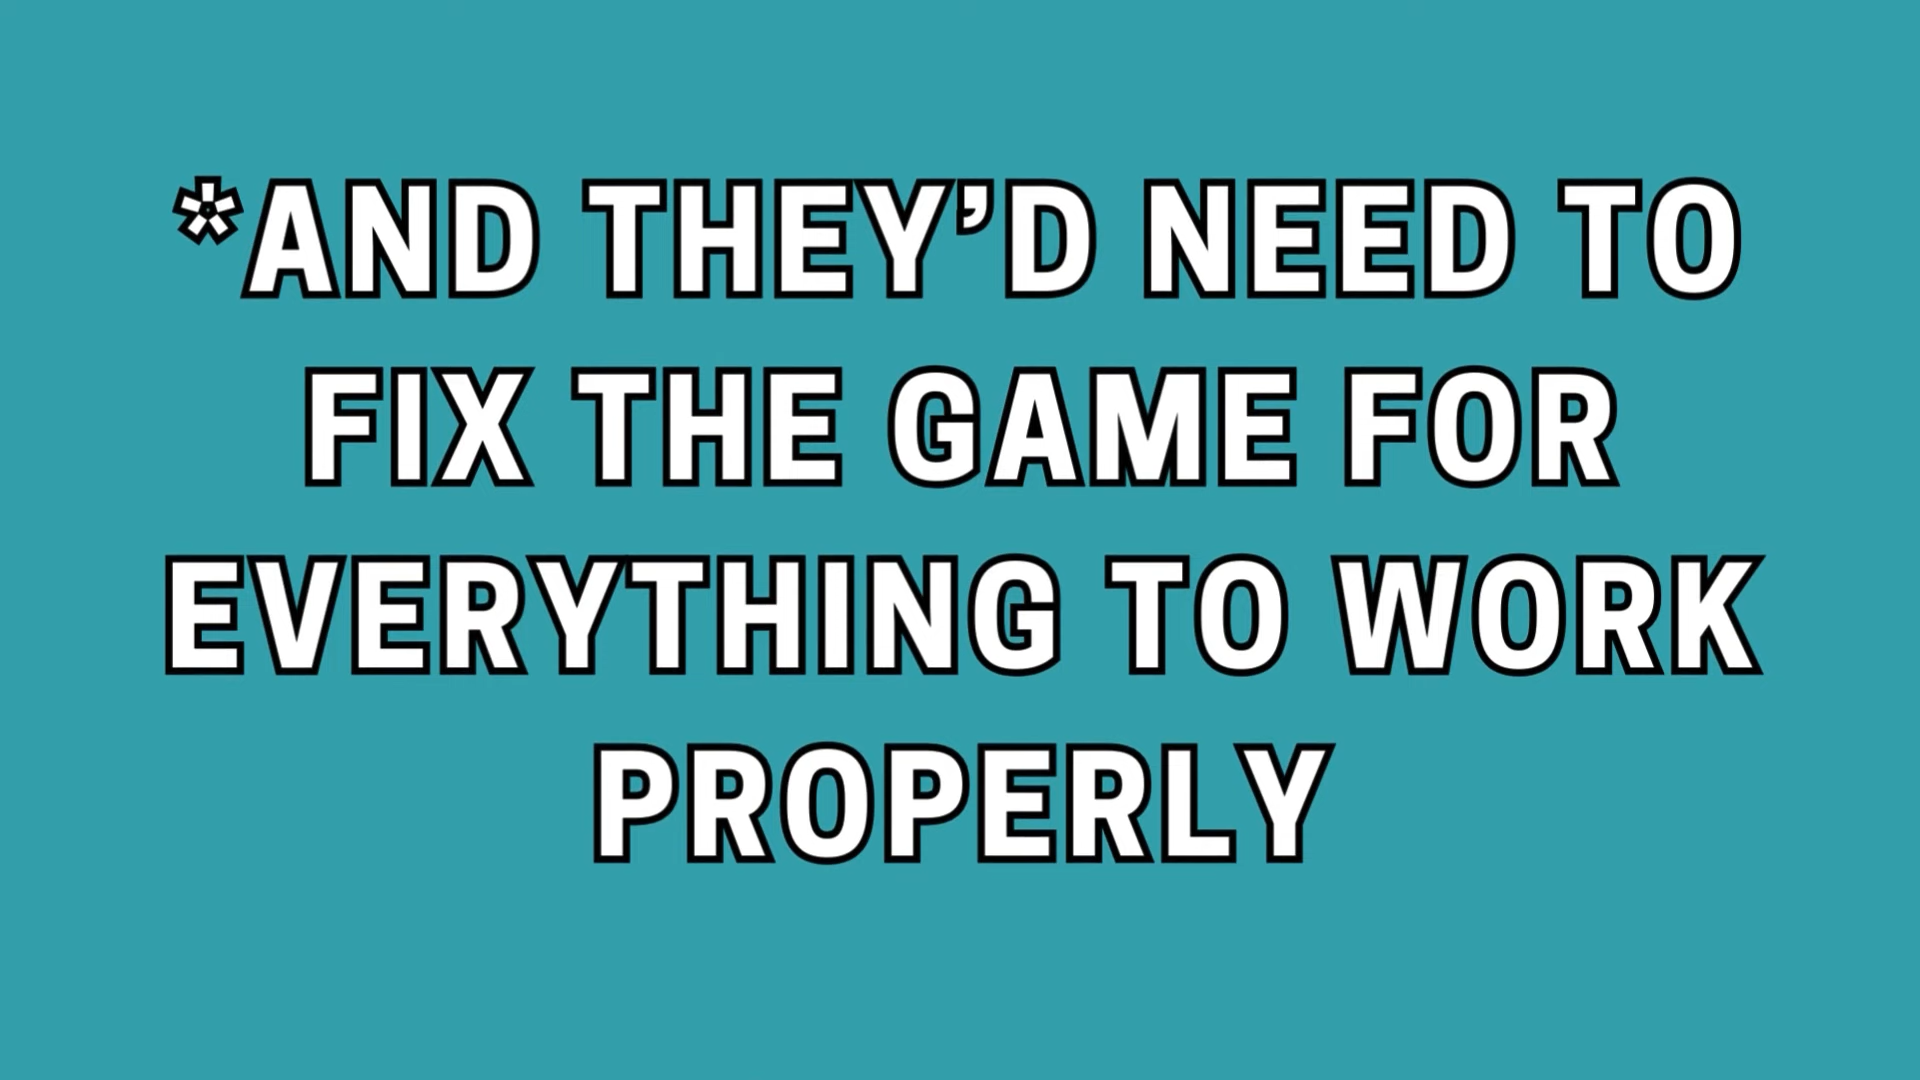 *AND THEY’D NEED TO
FIX THE GAME FOR
EVERYTHING TO WORK
PROPERLY